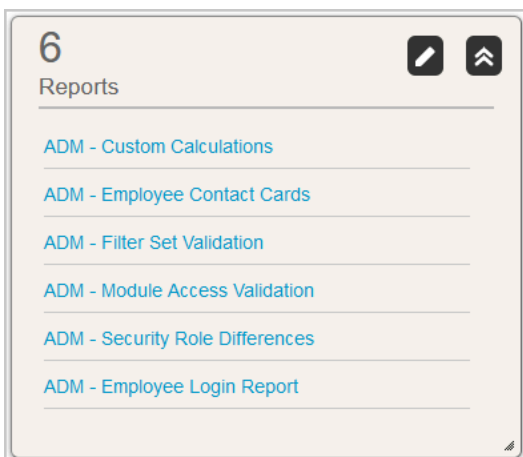 6
Reports
ADM - Custom Calculations
ADM - Employee Contact Cards
ADM - Filter Set Validation
ADM - Module Access Validation
ADM - Security Role Differences
ADM - Employee Login Report